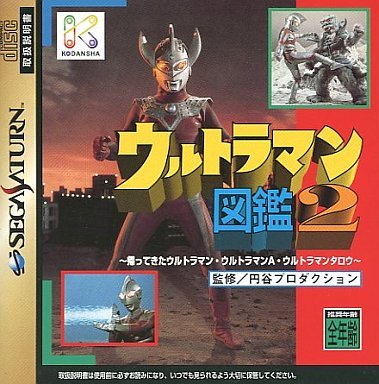 disc
取扱説明書
SEGA SATURN
KODANSHA
ウルトラマン
図鑑2
〜帰ってきたウルトラマン・ウルトラマンA・ウルトラマンタロウ〜
監修/円谷プロダクション
推奨年齢
全年齢
取扱説明書は使用前に必ずお読みになり、いつでも見られるよう大切に保管してください。